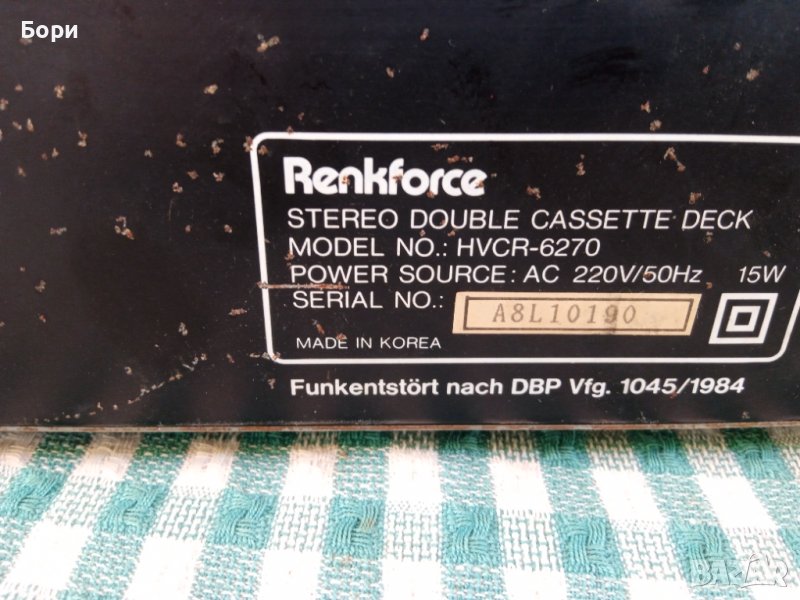 Бори
Renkforce
STEREO DOUBLE CASSETTE DECK
MODEL NO.: HVCR-6270
POWER SOURCE: AC 220V/50Hz 15W
SERIAL NO.: A8L10190
MADE IN KOREA
Funkentstört nach DBP Vfg. 1045/1984
BAZAR